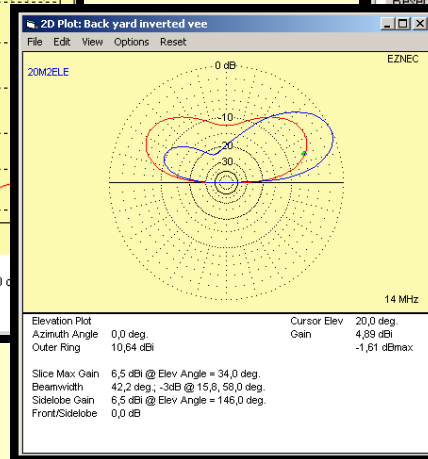 2D Plot: Back yard inverted vee
File Edit View Options Reset
0 dB
EZNEC
20M2ELE
-10
-20
-30
14 MHz
Elevation Plot
Azimuth Angle 0,0 deg.
Outer Ring 10,64 dBi
Cursor Elev 20,0 deg.
Gain 4,89 dBi
-1,61 dBmax
Slice Max Gain 6,5 dBi @ Elev Angle = 34,0 deg.
Beamwidth 42,2 deg.; -3dB @ 15,8, 58,0 deg.
Sidelobe Gain 6,5 dBi @ Elev Angle = 146,0 deg.
Front/Sidelobe 0,0 dB